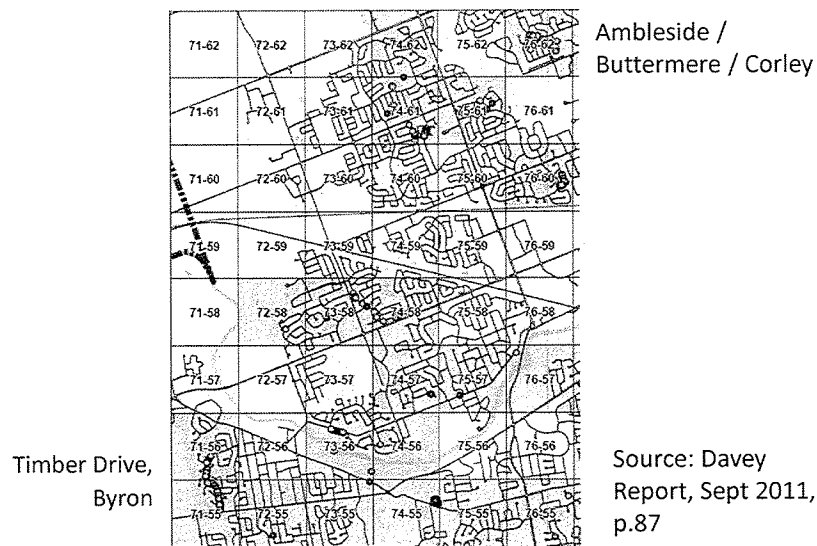 71-62 72-62 73-62 74-62 75-62 76-62
Ambleside /
Buttermere / Corley
71-61 72-61 73-61 74-61 75-61 76-61
71-60 72-60 73-60 74-60 75-60 76-60
71-59 72-59 73-59 74-59 75-59 76-59
71-58 72-58 73-58 74-58 75-58 76-58
71-57 72-57 73-57 74-57 75-57 76-57
71-56 72-56 73-56 74-56 75-56 76-56
Timber Drive,
Byron
71-55 72-55 73-55 74-55 75-55 76-55
Source: Davey
Report, Sept 2011,
p.87